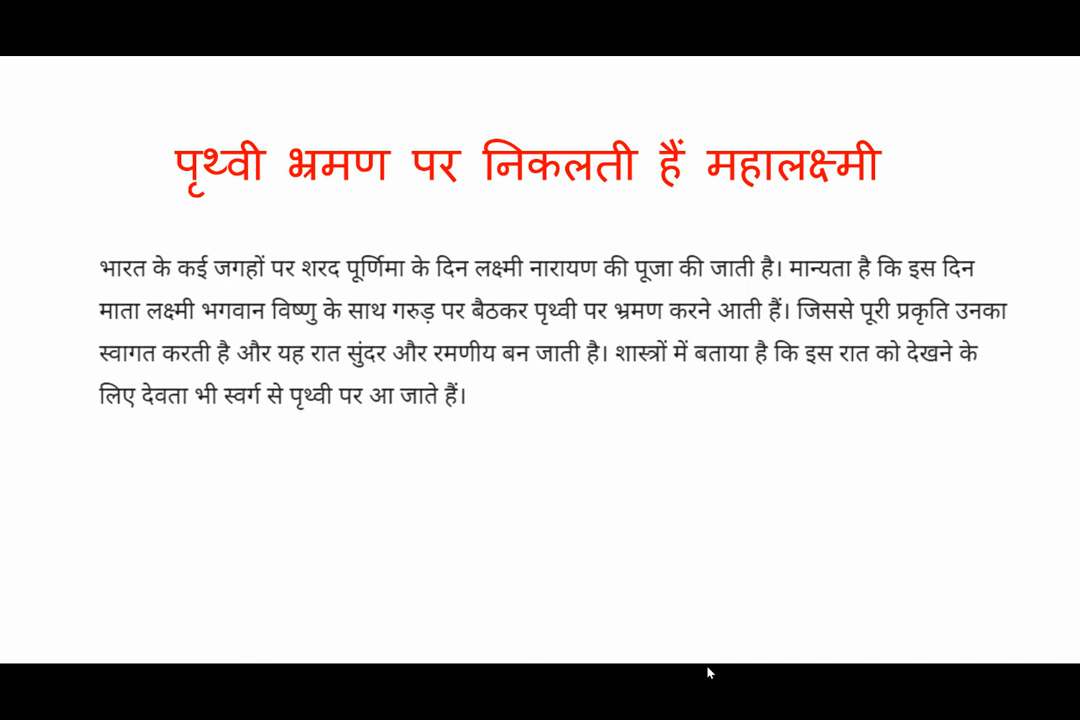 पृथ्वी भ्रमण पर निकलती हैं महालक्ष्मी
भारत के कई जगहों पर शरद पूर्णिमा के दिन लक्ष्मी नारायण की पूजा की जाती है। मान्यता है कि इस दिन
माता लक्ष्मी भगवान विष्णु के साथ गरुड़ पर बैठकर पृथ्वी पर भ्रमण करने आती हैं। जिससे पूरी प्रकृति उनका
स्वागत करती है और यह रात सुंदर और रमणीय बन जाती है। शास्त्रों में बताया है कि इस रात को देखने के
लिए देवता भी स्वर्ग से पृथ्वी पर आ जाते हैं।